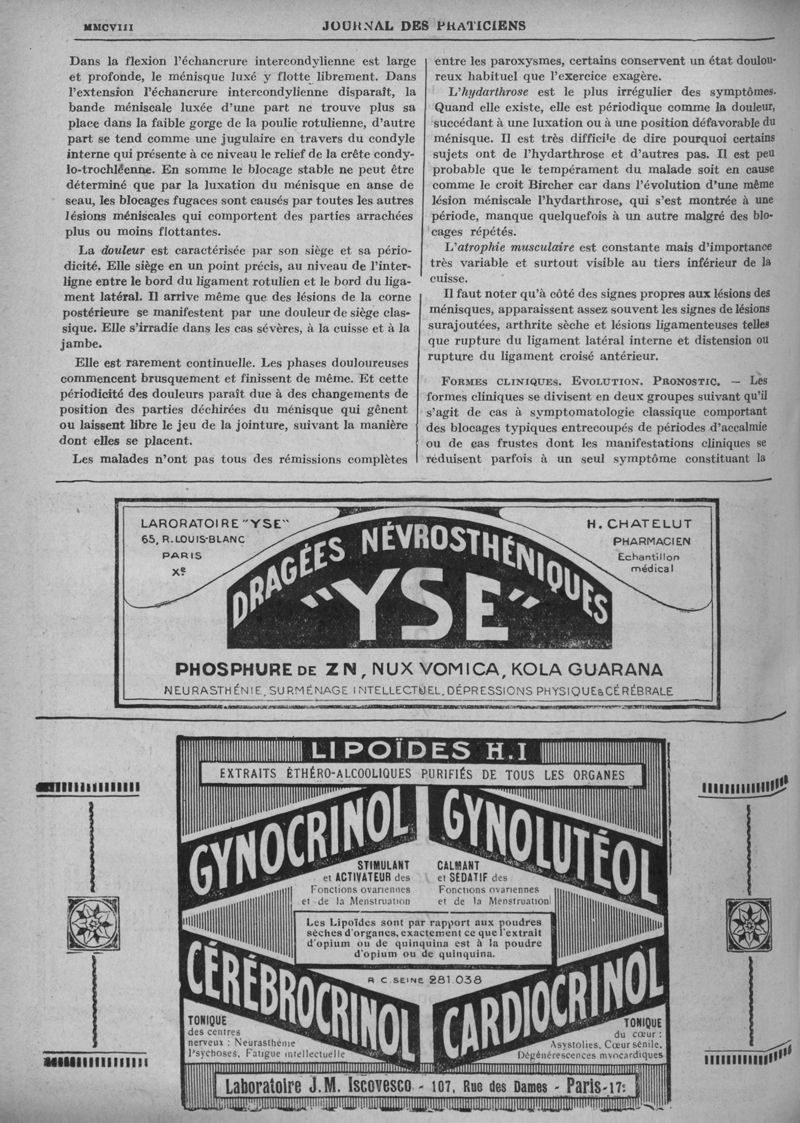 MMCVIII
JOURNAL DES PRATICIENS
Dans la flexion l'échancrure intercondylienne est large
et profonde, le ménisque luxé y flotte librement. Dans
l'extension l'échancrure intercondylienne disparaît, la
bande méniscale luxée d'une part ne trouve plus sa
place dans la faible gorge de la poulie rotulienne, d'autre
part se tend comme une jugulaire en travers du condyle
interne qui présente à ce niveau le relief de la crête condy-
lo-trochléenne. En somme le blocage stable ne peut être
déterminé que par la luxation du ménisque en anse de
seau, les blocages fugaces sont causés par toutes les autres
lésions méniscales qui comportent des parties arrachées
plus ou moins flottantes.
La douleur est caractérisée par son siège et sa pério-
dicité. Elle siège en un point précis, au niveau de l'inter-
ligne entre le bord du ligament rotulien et le bord du liga-
ment latéral. Il arrive même que des lésions de la corne
postérieure se manifestent par une douleur de siège clas-
sique. Elle s'irradie dans les cas sévères, à la cuisse et à la
jambe.
Elle est rarement continuelle. Les phases douloureuses
commencent brusquement et finissent de même. Et cette
périodicité des douleurs paraît due à des changements de
position des parties déchirées du ménisque qui gênent
ou laissent libre le jeu de la jointure, suivant la manière
dont elles se placent.
Les malades n'ont pas tous des rémissions complètes
entre les paroxysmes, certains conservent un état doulou-
reux habituel que l'exercice exagère.
L'hydarthrose est le plus irrégulier des symptômes.
Quand elle existe, elle est périodique comme la douleur,
succédant à une luxation ou à une position défavorable du
ménisque. Il est très difficile de dire pourquoi certains
sujets ont de l'hydarthrose et d'autres pas. Il est peu
probable que le tempérament du malade soit en cause
comme le croit Bircher car dans l'évolution d'une même
lésion méniscale l'hydarthrose, qui s'est montrée à une
période, manque quelquefois à un autre malgré des blo-
cages répétés.
L'atrophie musculaire est constante mais d'importance
très variable et surtout visible au tiers inférieur de la
cuisse.
Il faut noter qu'à côté des signes propres aux lésions des
ménisques, apparaissent assez souvent les signes de lésions
surajoutées, arthrite sèche et lésions ligamenteuses telles
que rupture du ligament latéral interne et distension ou
rupture du ligament croisé antérieur.
FORMES CLINIQUES. EVOLUTION. PRONOSTIC. — Les
formes cliniques se divisent en deux groupes suivant qu'il
s'agit de cas à symptomatologie classique comportant
des blocages typiques entrecoupés de périodes d'accalmie
ou de cas frustes dont les manifestations cliniques se
réduisent parfois à un seul symptôme constituant la
LARORATOIRE "YSE"
65, R. LOUIS-BLANC
PARIS
Xe
H. CHATELUT
PHARMACIEN
Echantillon
médical
DRAGÉES NÉVROSTHÉNIQUES
"YSE"
PHOSPHURE DE ZN, NUX VOMICA, KOLA GUARANA
NEURASTHÉNIE, SURMÉNAGE INTELLECTUEL, DÉPRESSIONS PHYSIQUE & CÉRÉBRALE
LIPOÏDES H.I
EXTRAITS ÉTHÉRO-ALCOOLIQUES PURIFIÉS DE TOUS LES ORGANES
GYNOCRINOL
STIMULANT
et ACTIVATEUR des
Fonctions ovariennes
et de la Menstruation
GYNOLUTÉOL
CALMANT
et SÉDATIF des
Fonctions ovariennes
et de la Menstruation
Les Lipoïdes sont par rapport aux poudres
sèches d'organes, exactement ce que l'extrait
d'opium ou de quinquina est à la poudre
d'opium ou de quinquina.
R. C. SEINE 281.038
CÉRÉBROCRINOL
TONIQUE
des centres
nerveux : Neurasthénie
Psychoses, Fatigue intellectuelle
CARDIOCRINOL
TONIQUE
du cœur :
Asystolies, Cœur sénile,
Dégénérescences myocardiques
Laboratoire J.M. ISCOVESCO - 107, Rue des Dames - Paris-17e